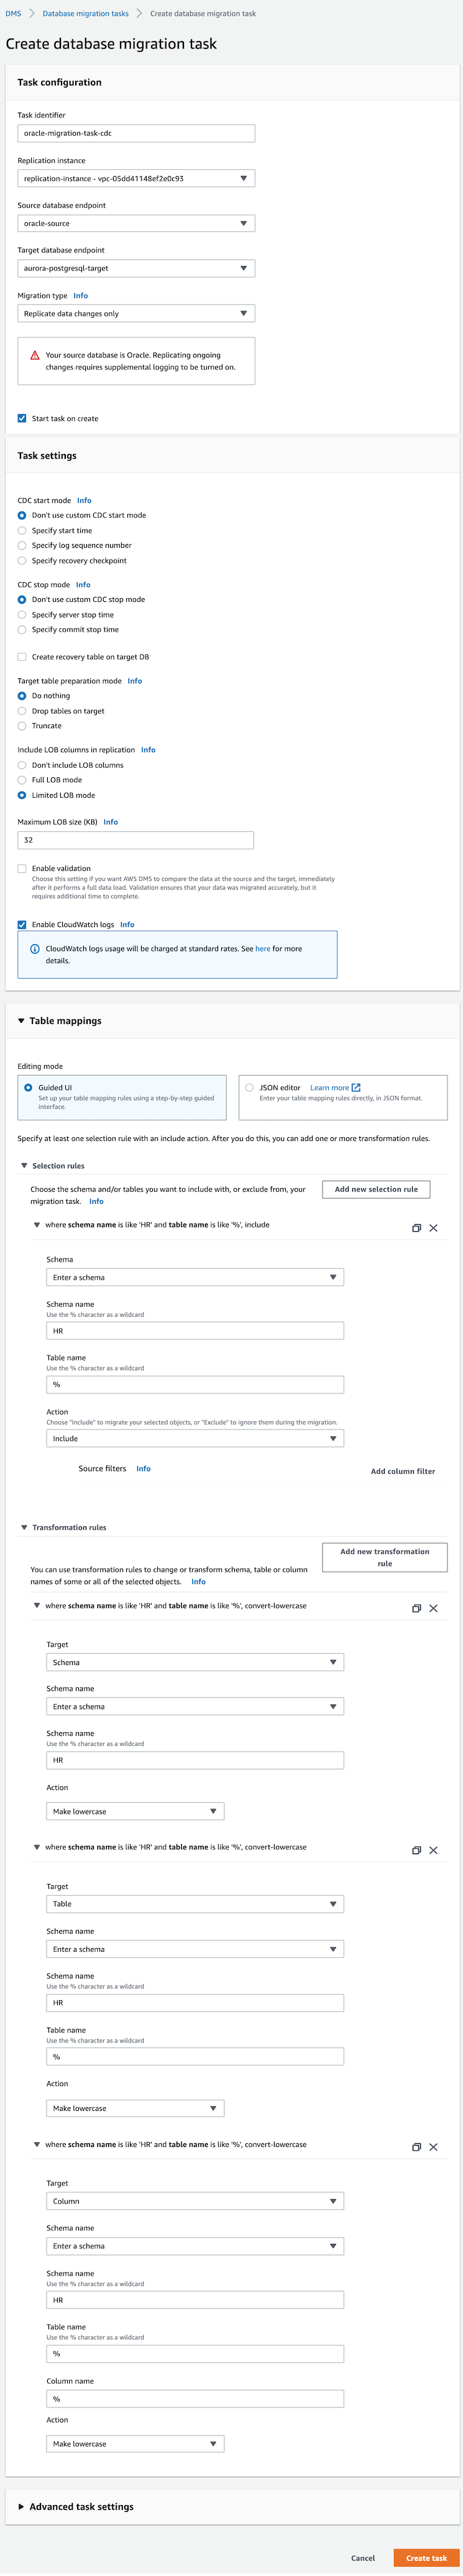 DMS > Database migration tasks > Create database migration task
Create database migration task
Task configuration
Task identifier
oracle-migration-task-cdc
Replication instance
replication-instance - vpc-05dd41148ef2e0c93
Source database endpoint
oracle-source
Target database endpoint
aurora-postgresql-target
Migration type Info
Replicate data changes only
Your source database is Oracle. Replicating ongoing
changes requires supplemental logging to be turned on.
Start task on create
Task settings
CDC start mode Info
Don't use custom CDC start mode
Specify start time
Specify log sequence number
Specify recovery checkpoint
CDC stop mode Info
Don't use custom CDC stop mode
Specify server stop time
Specify commit stop time
Create recovery table on target DB
Target table preparation mode Info
Do nothing
Drop tables on target
Truncate
Include LOB columns in replication Info
Don't include LOB columns
Full LOB mode
Limited LOB mode
Maximum LOB size (KB) Info
32
Enable validation
Choose this setting if you want AWS DMS to compare the data at the source and the target, immediately
after it performs a full data load. Validation ensures that your data was migrated accurately, but it
requires additional time to complete.
Enable CloudWatch logs Info
CloudWatch logs usage will be charged at standard rates. See here for more
details.
Table mappings
Editing mode
Guided UI
Set up your table mapping rules using a step-by-step guided
interface.
JSON editor Learn more
Enter your table mapping rules directly, in JSON format.
Specify at least one selection rule with an include action. After you do this, you can add one or more transformation rules.
Selection rules
Choose the schema and/or tables you want to include with, or exclude from, your
migration task. Info
Add new selection rule
where schema name is like 'HR' and table name is like '%', include
Schema
Enter a schema
Schema name
Use the % character as a wildcard
HR
Table name
Use the % character as a wildcard
%
Action
Choose "Include" to migrate your selected objects, or "Exclude" to ignore them during the migration.
Include
Source filters Info
Add column filter
Transformation rules
You can use transformation rules to change or transform schema, table or column
names of some or all of the selected objects. Info
Add new transformation
rule
where schema name is like 'HR' and table name is like '%', convert-lowercase
Target
Schema
Schema name
Enter a schema
Schema name
Use the % character as a wildcard
HR
Action
Make lowercase
where schema name is like 'HR' and table name is like '%', convert-lowercase
Target
Table
Schema name
Enter a schema
Schema name
Use the % character as a wildcard
HR
Table name
Use the % character as a wildcard
%
Action
Make lowercase
where schema name is like 'HR' and table name is like '%', convert-lowercase
Target
Column
Schema name
Enter a schema
Schema name
Use the % character as a wildcard
HR
Table name
Use the % character as a wildcard
%
Column name
%
Action
Make lowercase
Advanced task settings
Cancel
Create task